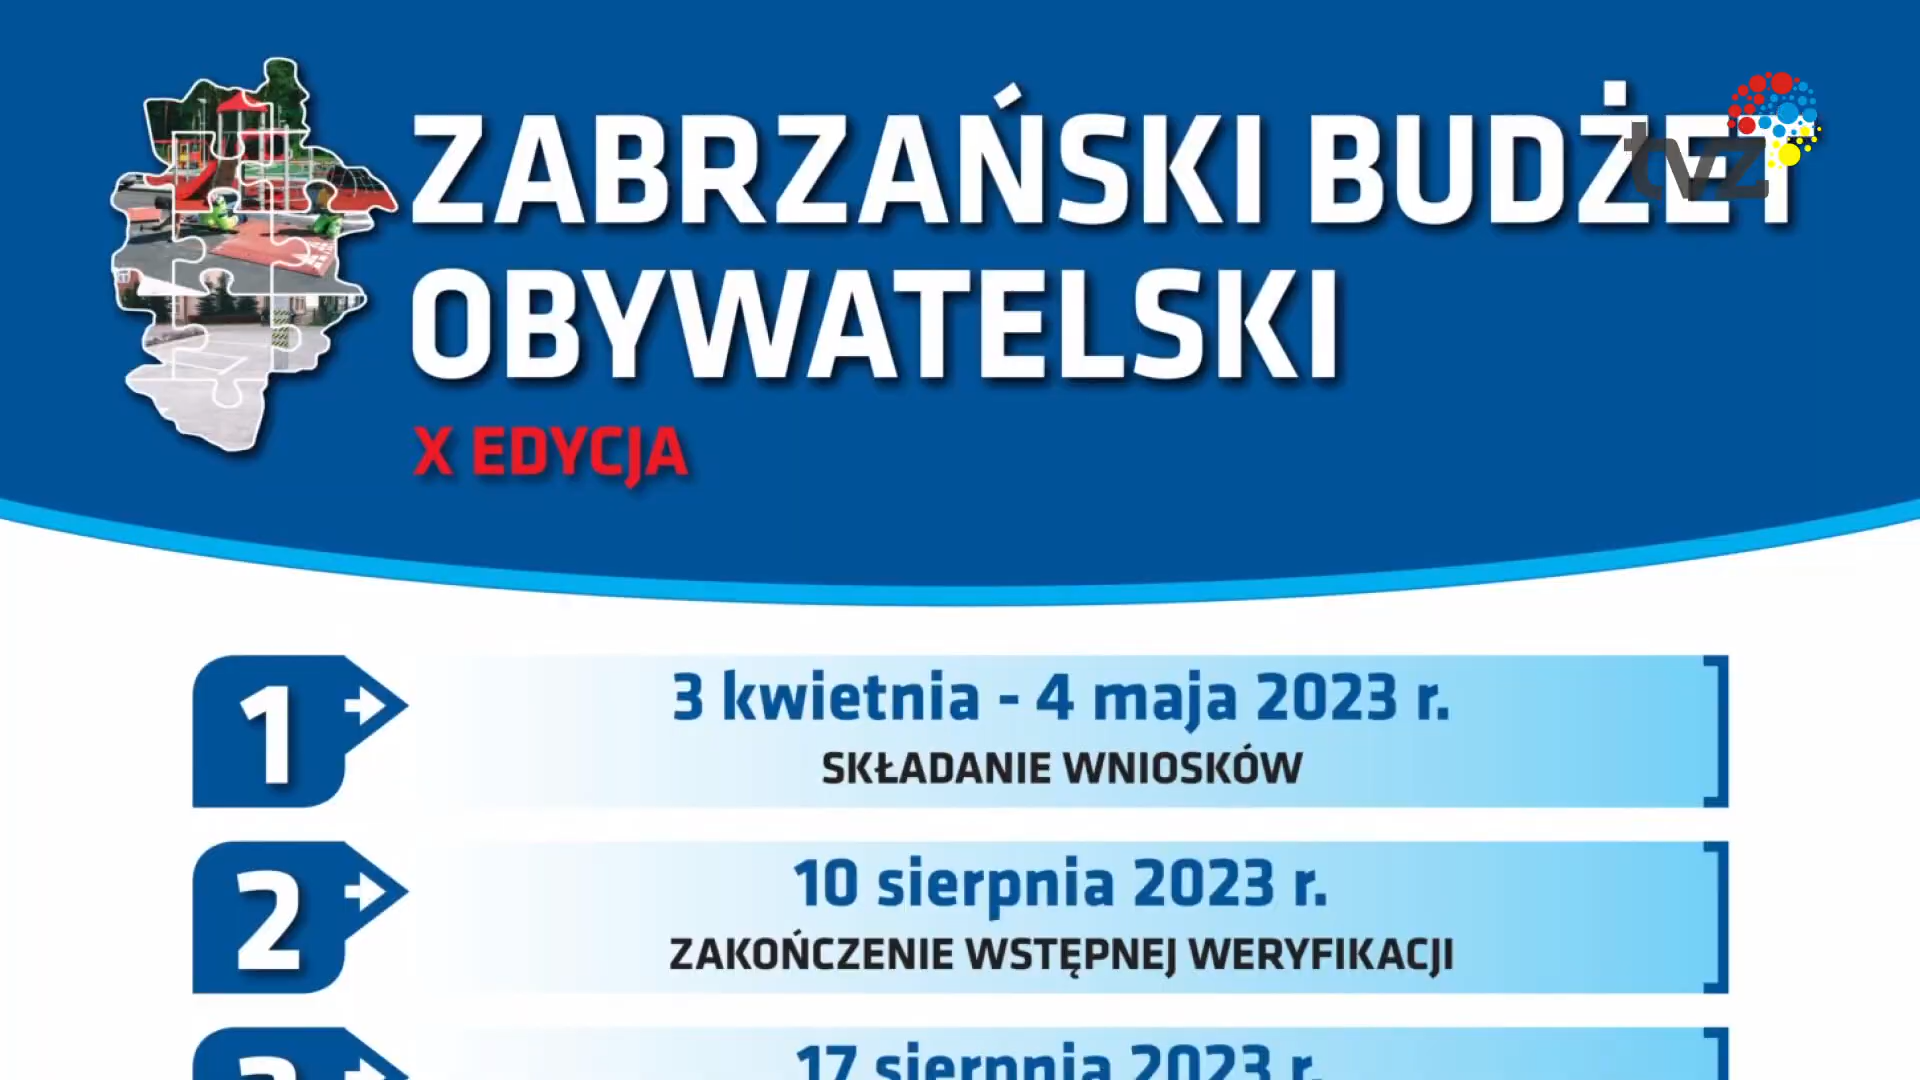 ZABRZAŃSKI BUDŻET
tvz
OBYWATELSKI
X EDYCJA
1
3 kwietnia - 4 maja 2023 r.
SKŁADANIE WNIOSKÓW
2
10 sierpnia 2023 r.
ZAKOŃCZENIE WSTĘPNEJ WERYFIKACJI
3
17 sierpnia 2023 r.